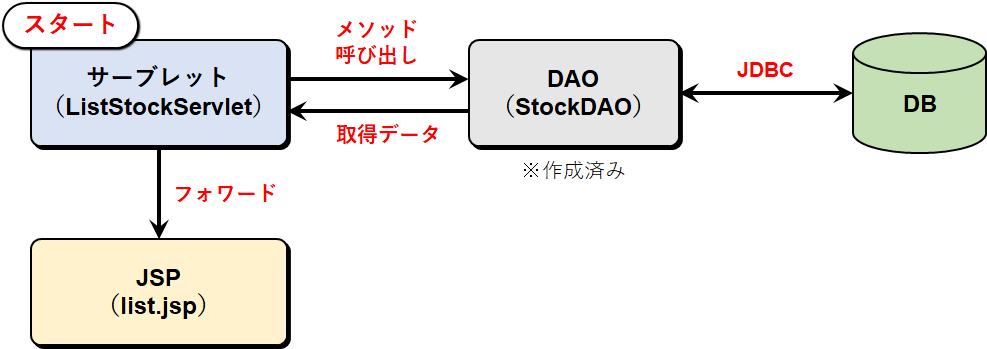 スタート
サーブレット
（ListStockServlet）
メソッド
呼び出し
取得データ
DAO
（StockDAO）
※作成済み
JDBC
DB
フォワード
JSP
（list.jsp）